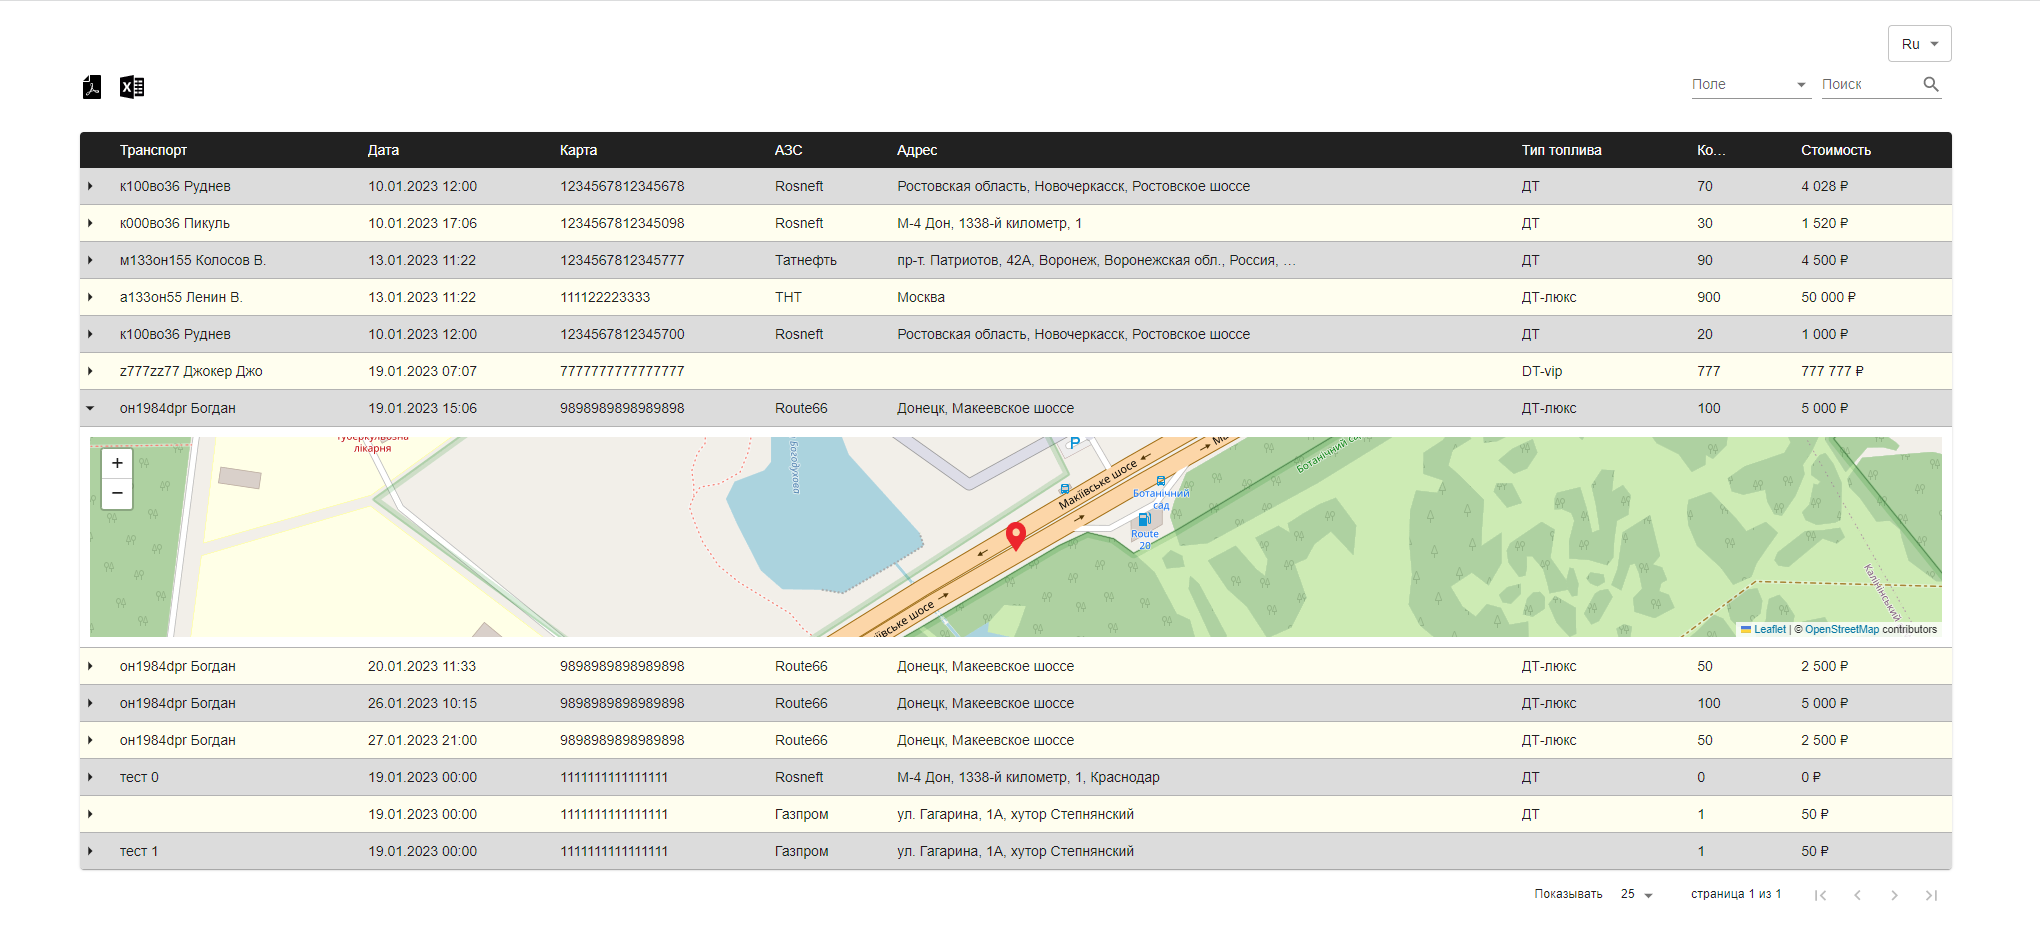 Ru
Поле Поиск
Транспорт Дата Карта АЗС Адрес Тип топлива Ко... Стоимость
к100во36 Руднев 10.01.2023 12:00 1234567812345678 Rosneft Ростовская область, Новочеркасск, Ростовское шоссе ДТ 70 4 028 ₽
к000во36 Пикуль 10.01.2023 17:06 1234567812345098 Rosneft М-4 Дон, 1338-й километр, 1 ДТ 30 1 520 ₽
м133он155 Колосов В. 13.01.2023 11:22 1234567812345777 Татнефть пр-т. Патриотов, 42А, Воронеж, Воронежская обл., Россия, ... ДТ 90 4 500 ₽
а133он55 Ленин В. 13.01.2023 11:22 111122223333 ТНТ Москва ДТ-люкс 900 50 000 ₽
к100во36 Руднев 10.01.2023 12:00 1234567812345700 Rosneft Ростовская область, Новочеркасск, Ростовское шоссе ДТ 20 1 000 ₽
z777zz77 Джокер Джо 19.01.2023 07:07 7777777777777777 DT-vip 777 777 777 ₽
он1984dpr Богдан 19.01.2023 15:06 9898989898989898 Route66 Донецк, Макеевское шоссе ДТ-люкс 100 5 000 ₽
туберкульозна
лікарня
Богодухово
P
Макіївське шосе
Ботанічний
сад
Route
20
Ботанічний са
Ма
иївське шосе
Калінінський
+
−
Leaflet | © OpenStreetMap contributors
он1984dpr Богдан 20.01.2023 11:33 9898989898989898 Route66 Донецк, Макеевское шоссе ДТ-люкс 50 2 500 ₽
он1984dpr Богдан 26.01.2023 10:15 9898989898989898 Route66 Донецк, Макеевское шоссе ДТ-люкс 100 5 000 ₽
он1984dpr Богдан 27.01.2023 21:00 9898989898989898 Route66 Донецк, Макеевское шоссе ДТ-люкс 50 2 500 ₽
тест 0 19.01.2023 00:00 1111111111111111 Rosneft М-4 Дон, 1338-й километр, 1, Краснодар ДТ 0 0 ₽
19.01.2023 00:00 1111111111111111 Газпром ул. Гагарина, 1А, хутор Степнянский ДТ 1 50 ₽
тест 1 19.01.2023 00:00 1111111111111111 Газпром ул. Гагарина, 1А, хутор Степнянский 1 50 ₽
Показывать 25 страница 1 из 1